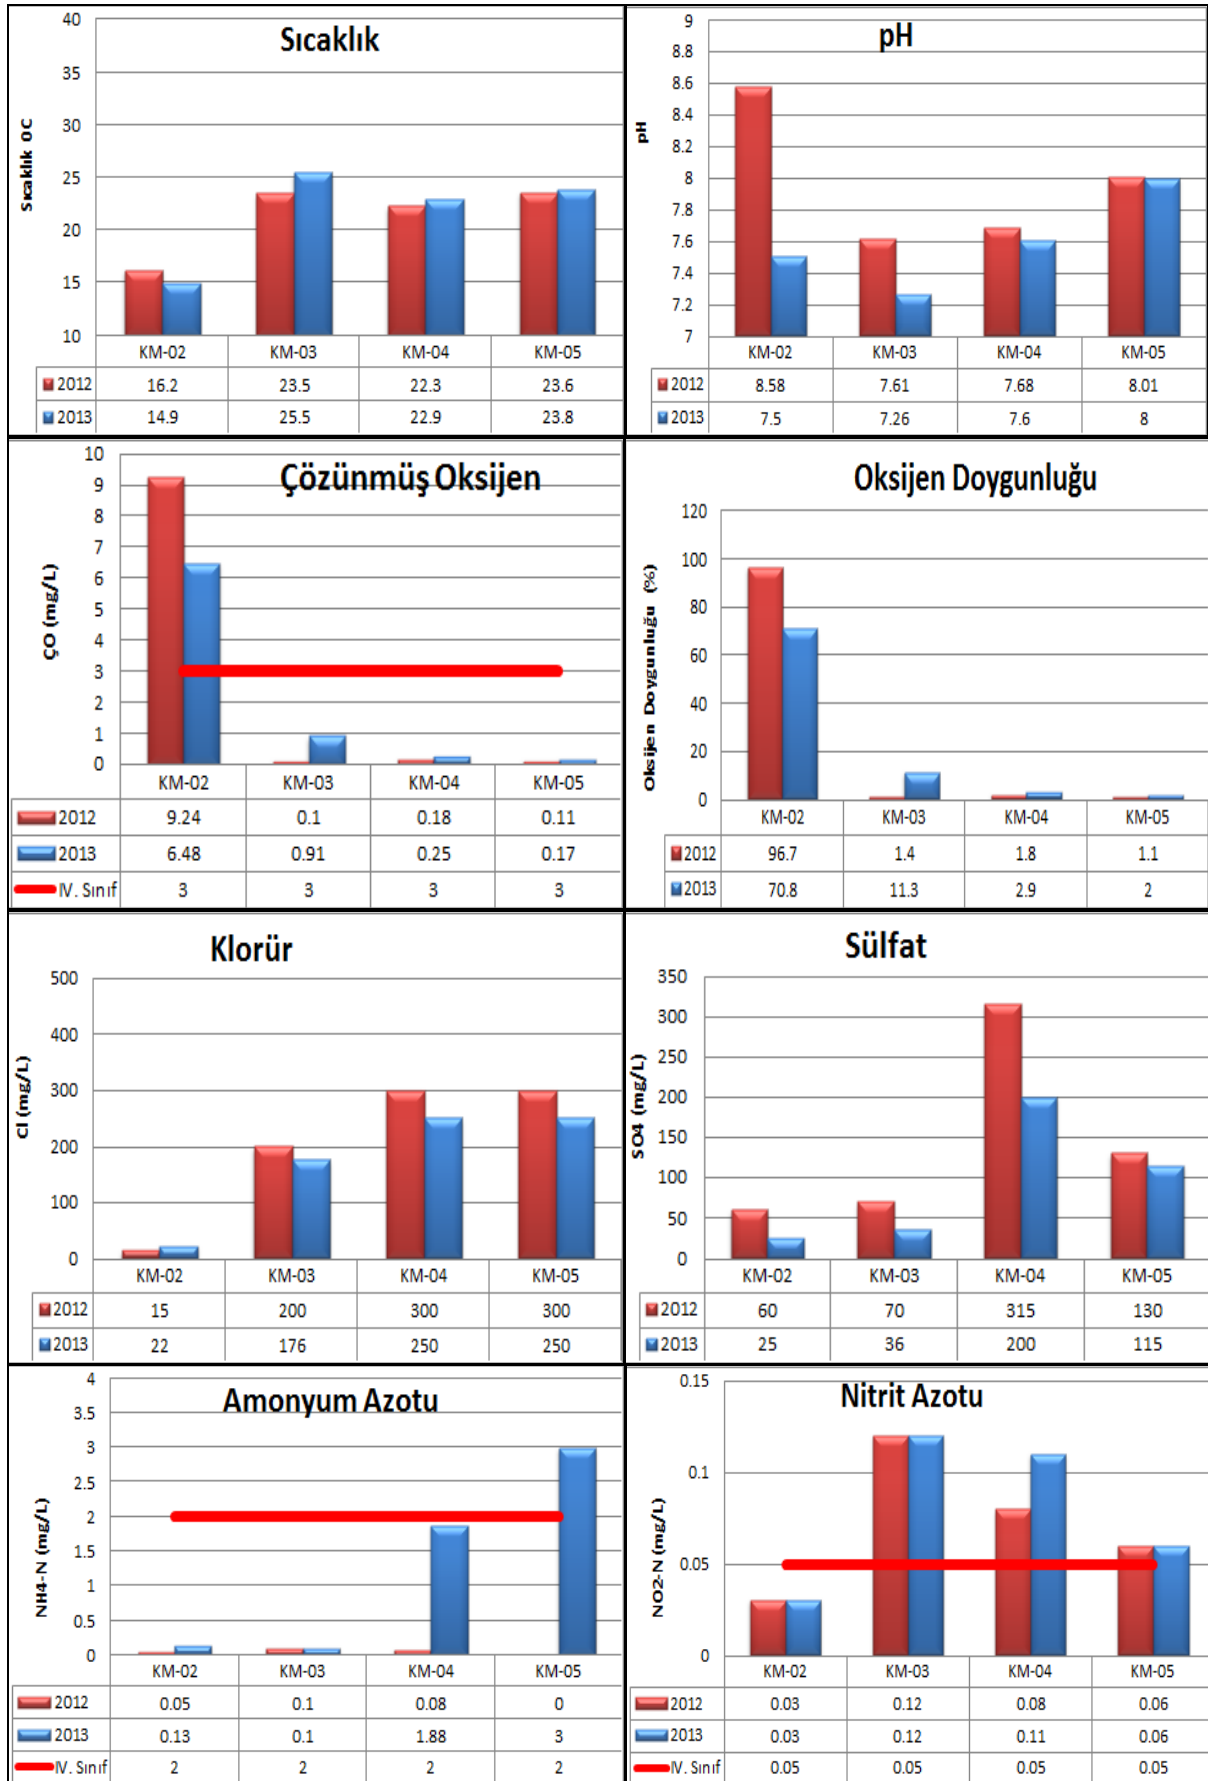 Sıcaklık
Sıcaklık 0C
40
35
30
25
20
15
10
KM-02 KM-03 KM-04 KM-05
2012 16.2 23.5 22.3 23.6
2013 14.9 25.5 22.9 23.8
pH
pH
9
8.8
8.6
8.4
8.2
8
7.8
7.6
7.4
7.2
7
KM-02 KM-03 KM-04 KM-05
2012 8.58 7.61 7.68 8.01
2013 7.5 7.26 7.6 8
Çözünmüş Oksijen
ÇO (mg/L)
10
9
8
7
6
5
4
3
2
1
0
KM-02 KM-03 KM-04 KM-05
2012 9.24 0.1 0.18 0.11
2013 6.48 0.91 0.25 0.17
IV. Sınıf 3 3 3 3
Oksijen Doygunluğu
Oksijen Doygunluğu (%)
120
100
80
60
40
20
0
KM-02 KM-03 KM-04 KM-05
2012 96.7 1.4 1.8 1.1
2013 70.8 11.3 2.9 2
Klorür
Cl (mg/L)
500
400
300
200
100
0
KM-02 KM-03 KM-04 KM-05
2012 15 200 300 300
2013 22 176 250 250
Sülfat
SO4 (mg/L)
350
300
250
200
150
100
50
0
KM-02 KM-03 KM-04 KM-05
2012 60 70 315 130
2013 25 36 200 115
Amonyum Azotu
NH4-N (mg/L)
4
3.5
3
2.5
2
1.5
1
0.5
0
KM-02 KM-03 KM-04 KM-05
2012 0.05 0.1 0.08 0
2013 0.13 0.1 1.88 3
IV. Sınıf 2 2 2 2
Nitrit Azotu
NO2-N (mg/L)
0.15
0.1
0.05
0
KM-02 KM-03 KM-04 KM-05
2012 0.03 0.12 0.08 0.06
2013 0.03 0.12 0.11 0.06
IV. Sınıf 0.05 0.05 0.05 0.05